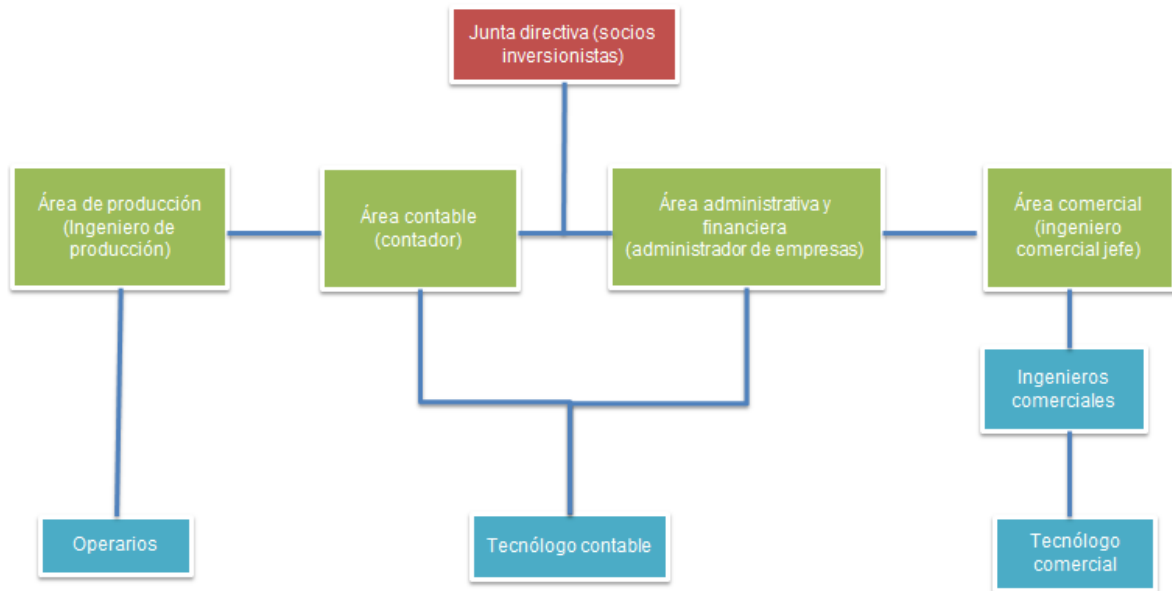 Junta directiva (socios
inversionistas)
Área de producción
(Ingeniero de
producción)
Área contable
(contador)
Área administrativa y
financiera
(administrador de empresas)
Área comercial
(ingeniero
comercial jefe)
Ingenieros
comerciales
Operarios
Tecnólogo contable
Tecnólogo
comercial